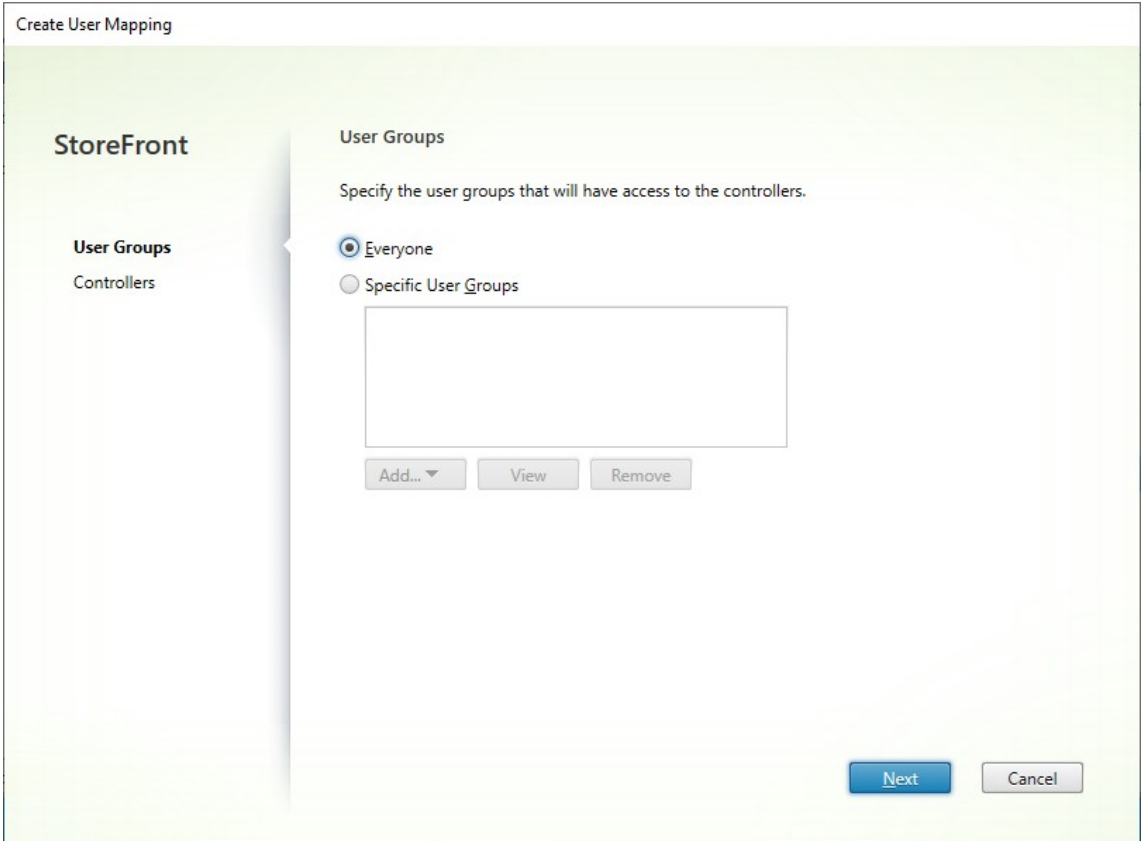 Create User Mapping
StoreFront
User Groups
Controllers
User Groups
Specify the user groups that will have access to the controllers.
Everyone
Specific User Groups
Add...
View
Remove
Next
Cancel